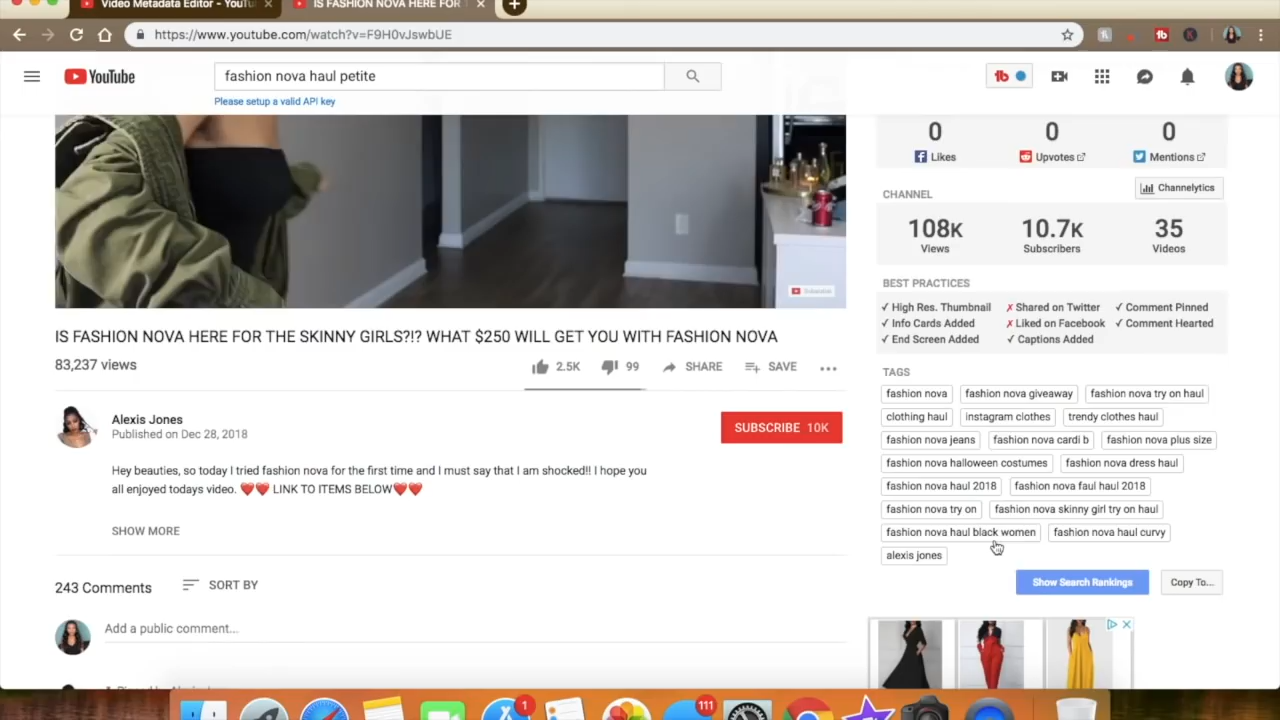 Video Metadata Editor - YouTu
IS FASHION NOVA HERE FOR T
https://www.youtube.com/watch?v=F9H0vJswbUE
YouTube
fashion nova haul petite
Please setup a valid API key
tb
0
0
0
Likes
Upvotes
Mentions
CHANNEL
Channelytics
108K
10.7K
35
Views
Subscribers
Videos
BEST PRACTICES
✓ High Res. Thumbnail ✗ Shared on Twitter ✓ Comment Pinned
✓ Info Cards Added ✗ Liked on Facebook ✓ Comment Hearted
✓ End Screen Added ✓ Captions Added
TAGS
fashion nova fashion nova giveaway fashion nova try on haul
clothing haul instagram clothes trendy clothes haul
fashion nova jeans fashion nova cardi b fashion nova plus size
fashion nova halloween costumes fashion nova dress haul
fashion nova haul 2018 fashion nova faul haul 2018
fashion nova try on fashion nova skinny girl try on haul
fashion nova haul black women fashion nova haul curvy
alexis jones
Show Search Rankings Copy To...
IS FASHION NOVA HERE FOR THE SKINNY GIRLS?!? WHAT $250 WILL GET YOU WITH FASHION NOVA
83,237 views
2.5K 99 SHARE SAVE
Alexis Jones
Published on Dec 28, 2018
SUBSCRIBE 10K
Hey beauties, so today I tried fashion nova for the first time and I must say that I am shocked!! I hope you
all enjoyed todays video. ❤️❤️ LINK TO ITEMS BELOW❤️❤️
SHOW MORE
243 Comments SORT BY
Add a public comment...
1
111